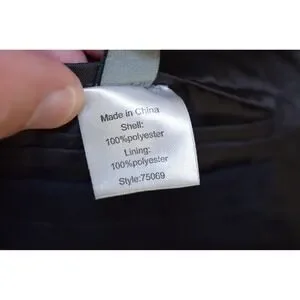 Made in China
Shell:
100%polyester
Lining:
100%polyester
Style:75069